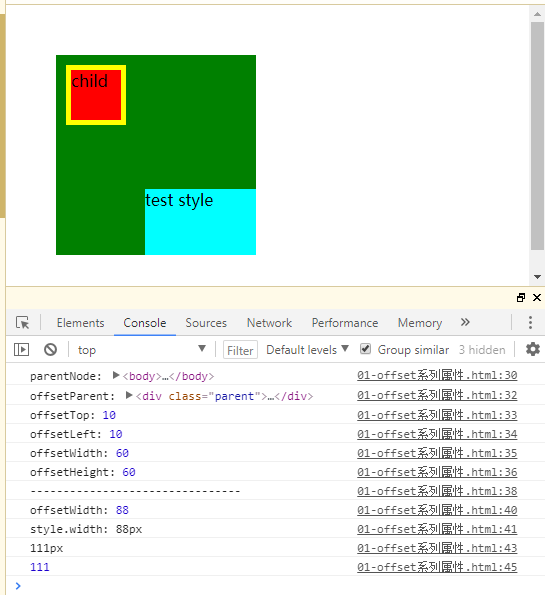 child
test style
Elements Console Sources Network Performance Memory
top Filter Default levels Group similar 3 hidden
parentNode: <body>…</body> 01-offset系列属性.html:30
offsetParent: <div class="parent">…</div> 01-offset系列属性.html:32
offsetTop: 10 01-offset系列属性.html:33
offsetLeft: 10 01-offset系列属性.html:34
offsetWidth: 60 01-offset系列属性.html:35
offsetHeight: 60 01-offset系列属性.html:36
-------------------------------- 01-offset系列属性.html:38
offsetWidth: 88 01-offset系列属性.html:40
style.width: 88px 01-offset系列属性.html:41
111px 01-offset系列属性.html:43
111 01-offset系列属性.html:45